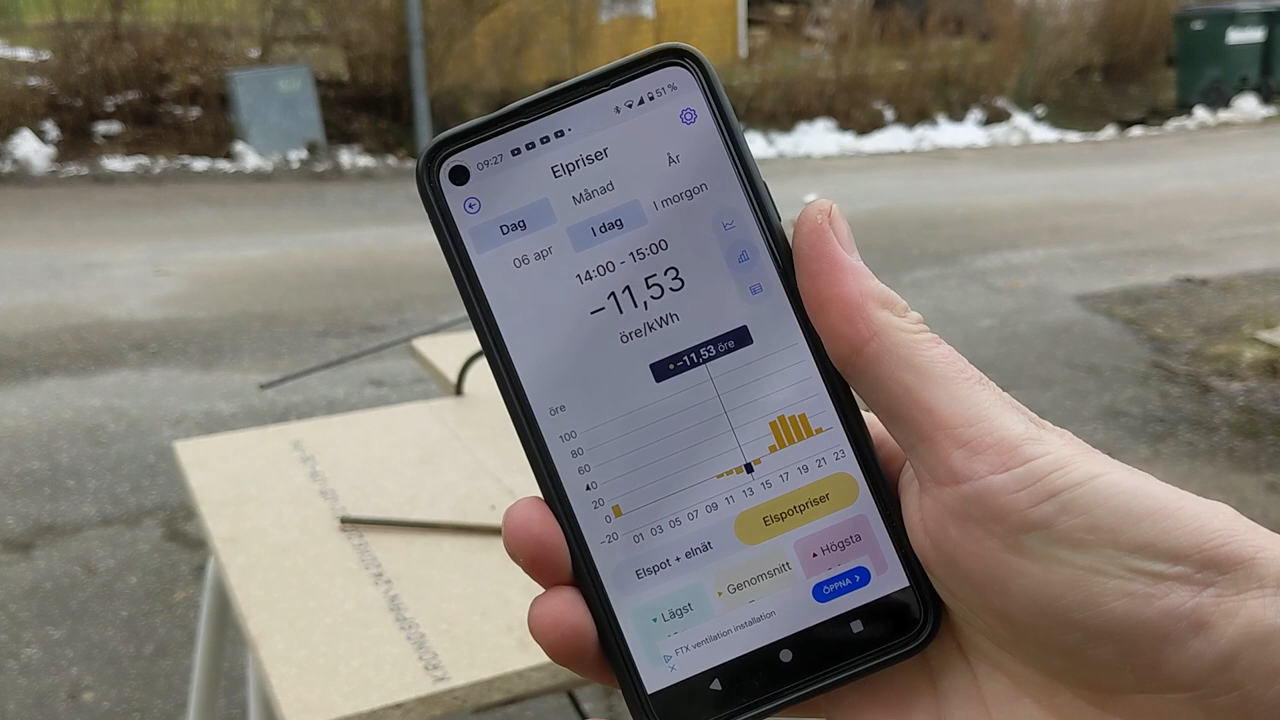 09:27 51 %
Elpriser
Dag Månad År
06 apr I dag I morgon
14:00 - 15:00
−11,53
öre/kWh
−11,53 öre
öre
100
80
60
40
20
0
−20
01 03 05 07 09 11 13 15 17 19 21 23
Elspot + elnät Elspotpriser
Lägst Genomsnitt Högsta
FTX ventilation installation ÖPPNA
KRONOSPAN